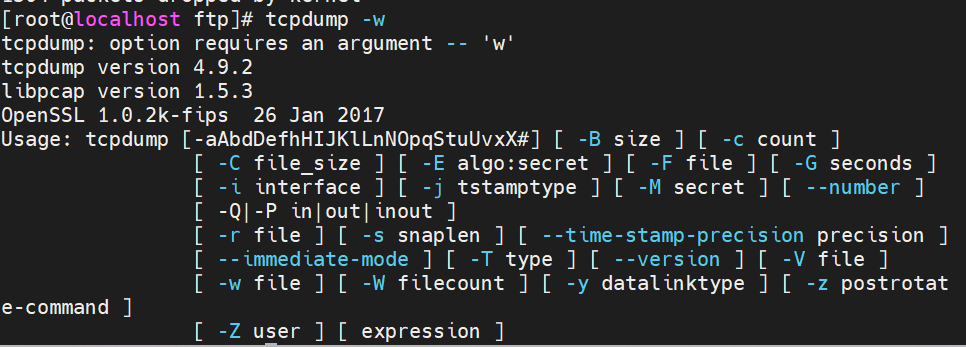 [root@localhost ftp]# tcpdump -w
tcpdump: option requires an argument -- 'w'
tcpdump version 4.9.2
libpcap version 1.5.3
OpenSSL 1.0.2k-fips  26 Jan 2017
Usage: tcpdump [-aAbdDefhHIJKlLnNOpqStuUvxX#] [ -B size ] [ -c count ]
                [ -C file_size ] [ -E algo:secret ] [ -F file ] [ -G seconds ]
                [ -i interface ] [ -j tstamptype ] [ -M secret ] [ --number ]
                [ -Q|-P in|out|inout ]
                [ -r file ] [ -s snaplen ] [ --time-stamp-precision precision ]
                [ --immediate-mode ] [ -T type ] [ --version ] [ -V file ]
                [ -w file ] [ -W filecount ] [ -y datalinktype ] [ -z postrotat
e-command ]
                [ -Z user ] [ expression ]